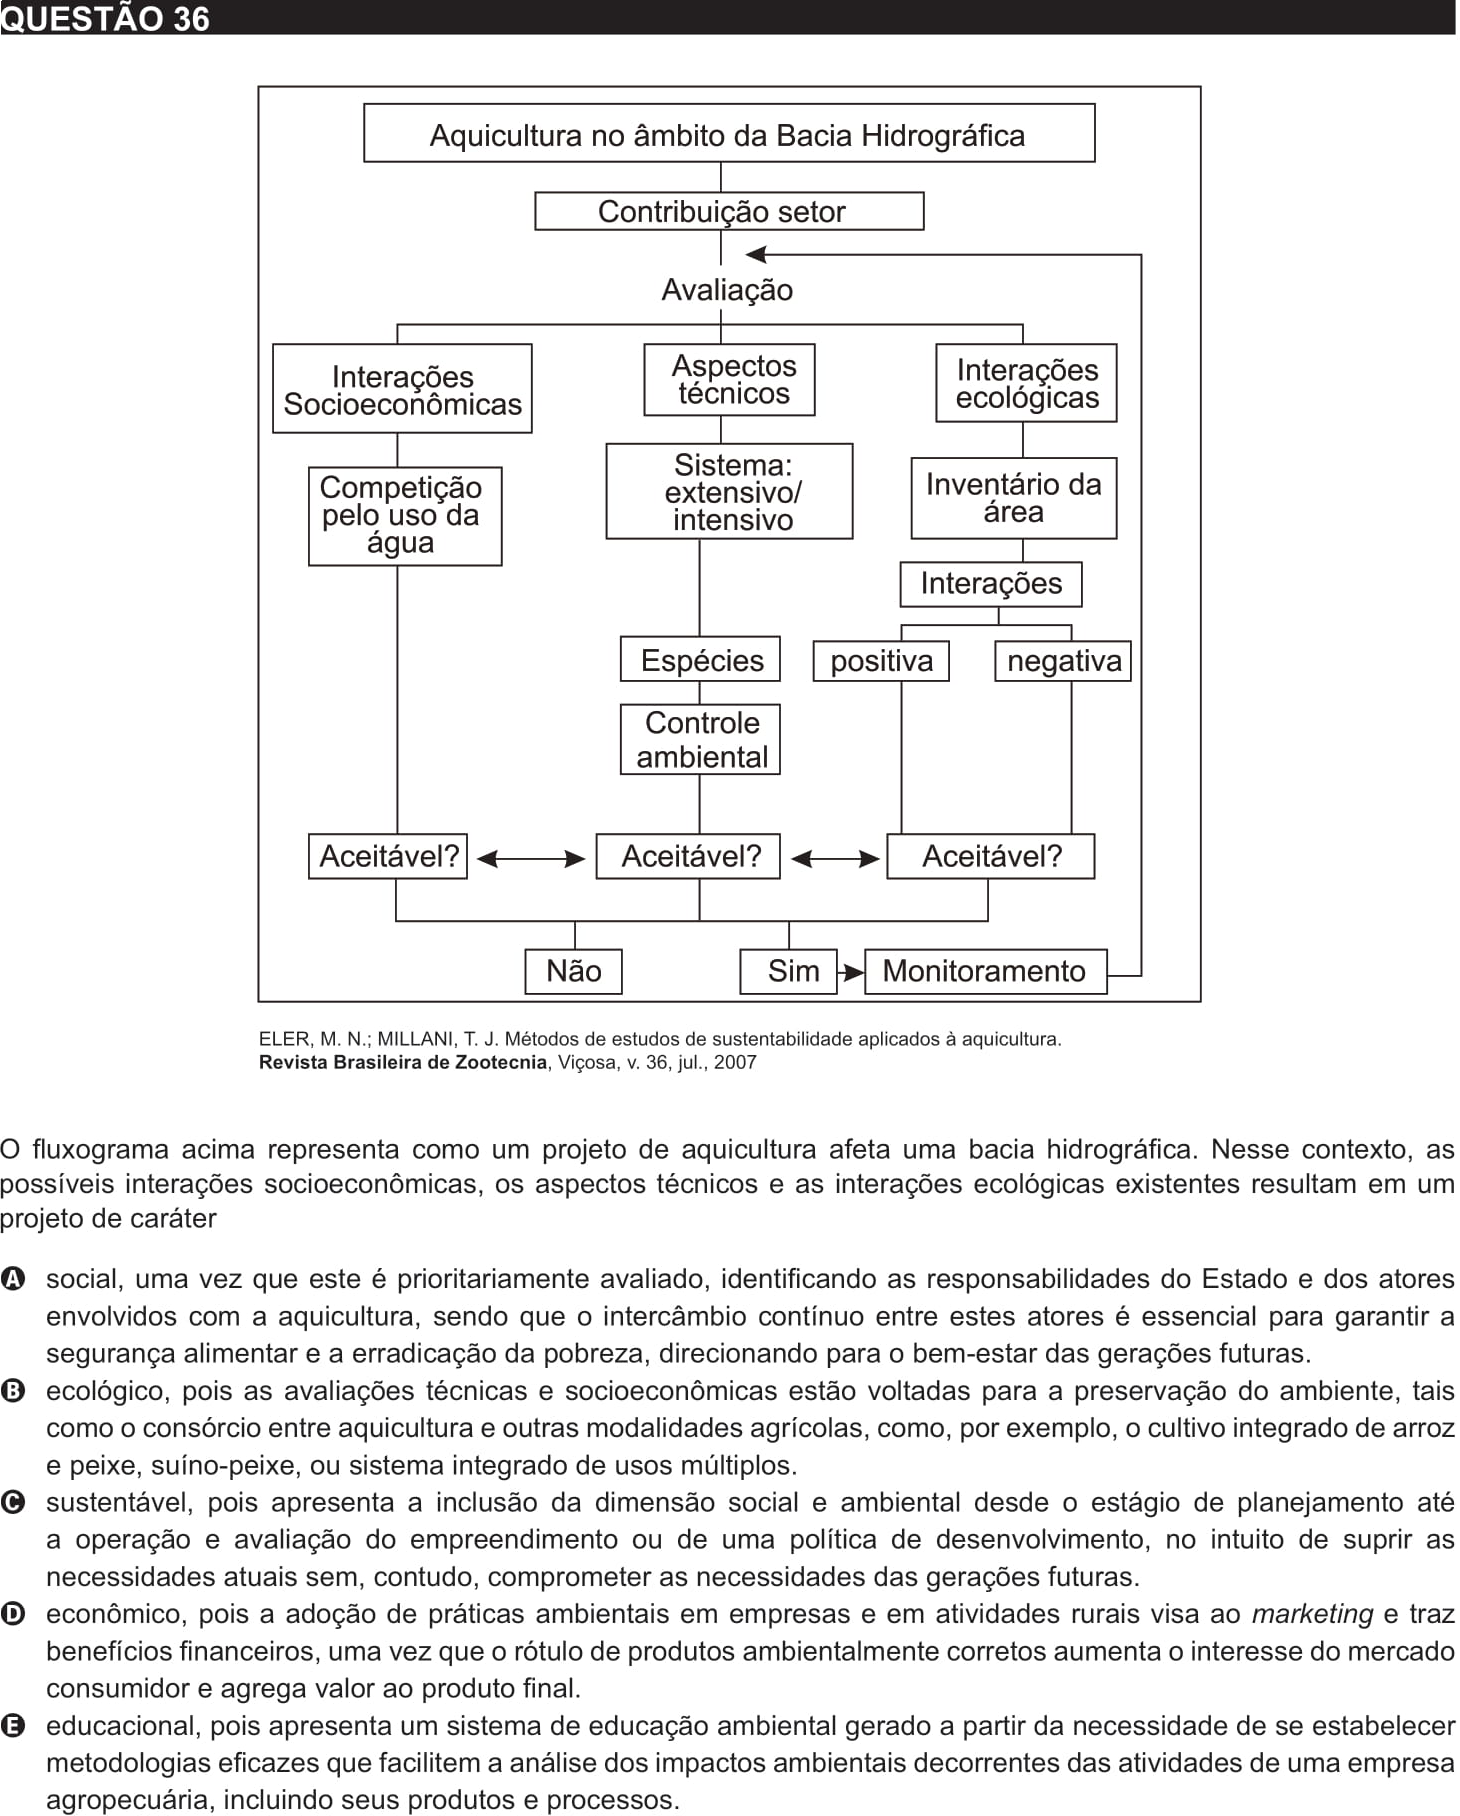 QUESTÃO 36
Aquicultura no âmbito da Bacia Hidrográfica
Contribuição setor
Avaliação
Interações
Socioeconômicas
Aspectos
técnicos
Interações
ecológicas
Competição
pelo uso da
água
Sistema:
extensivo/
intensivo
Inventário da
área
Interações
Espécies
positiva
negativa
Controle
ambiental
Aceitável?
Aceitável?
Aceitável?
Não
Sim
Monitoramento
ELER, M. N.; MILLANI, T. J. Métodos de estudos de sustentabilidade aplicados à aquicultura.
Revista Brasileira de Zootecnia, Viçosa, v. 36, jul., 2007
O fluxograma acima representa como um projeto de aquicultura afeta uma bacia hidrográfica. Nesse contexto, as
possíveis interações socioeconômicas, os aspectos técnicos e as interações ecológicas existentes resultam em um
projeto de caráter
A social, uma vez que este é prioritariamente avaliado, identificando as responsabilidades do Estado e dos atores
envolvidos com a aquicultura, sendo que o intercâmbio contínuo entre estes atores é essencial para garantir a
segurança alimentar e a erradicação da pobreza, direcionando para o bem-estar das gerações futuras.
B ecológico, pois as avaliações técnicas e socioeconômicas estão voltadas para a preservação do ambiente, tais
como o consórcio entre aquicultura e outras modalidades agrícolas, como, por exemplo, o cultivo integrado de arroz
e peixe, suíno-peixe, ou sistema integrado de usos múltiplos.
C sustentável, pois apresenta a inclusão da dimensão social e ambiental desde o estágio de planejamento até
a operação e avaliação do empreendimento ou de uma política de desenvolvimento, no intuito de suprir as
necessidades atuais sem, contudo, comprometer as necessidades das gerações futuras.
D econômico, pois a adoção de práticas ambientais em empresas e em atividades rurais visa ao marketing e traz
benefícios financeiros, uma vez que o rótulo de produtos ambientalmente corretos aumenta o interesse do mercado
consumidor e agrega valor ao produto final.
E educacional, pois apresenta um sistema de educação ambiental gerado a partir da necessidade de se estabelecer
metodologias eficazes que facilitem a análise dos impactos ambientais decorrentes das atividades de uma empresa
agropecuária, incluindo seus produtos e processos.